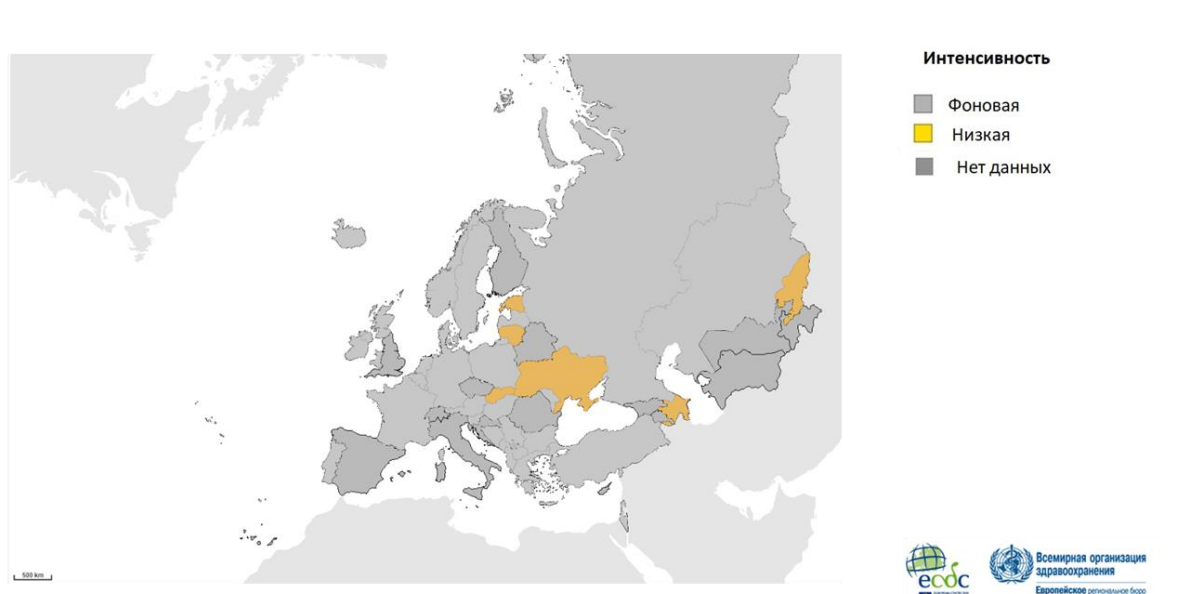 Интенсивность
Фоновая
Низкая
Нет данных
500 km
ecdc
Всемирная организация
здравоохранения
Европейское региональное бюро